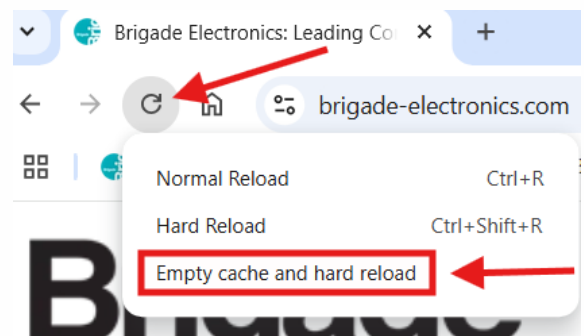 Brigade Electronics: Leading Co
brigade-electronics.com
Normal Reload Ctrl+R
Hard Reload Ctrl+Shift+R
Empty cache and hard reload
Brigade